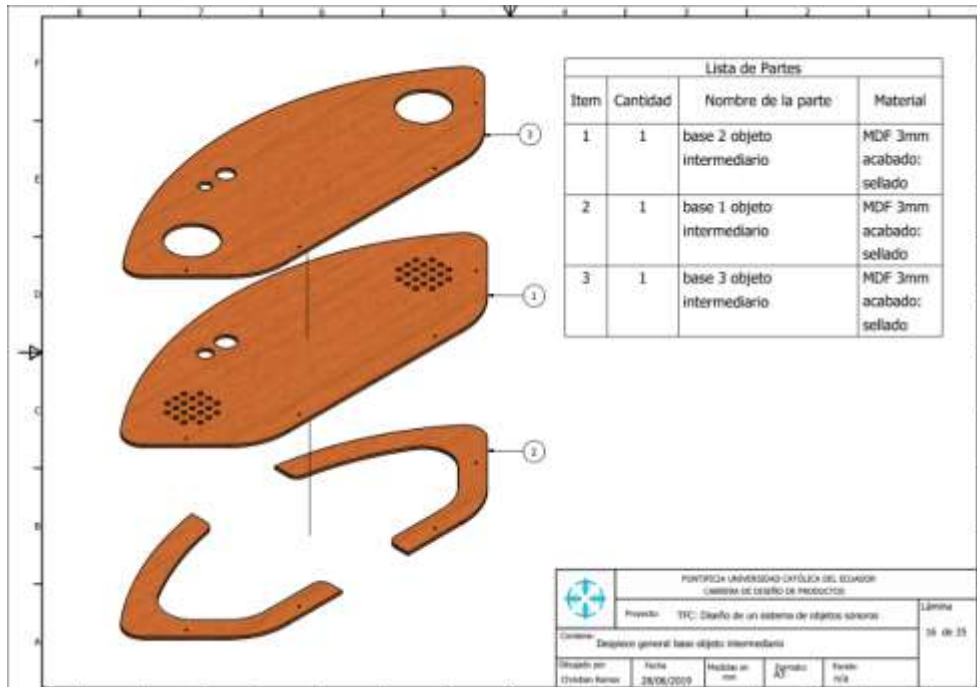 Lista de Partes
Item Cantidad Nombre de la parte Material
1 1 base 2 objeto MDF 3mm
intermediario acabado:
sellado
2 1 base 1 objeto MDF 3mm
intermediario acabado:
sellado
3 1 base 3 objeto MDF 3mm
intermediario acabado:
sellado
3
1
2
F
E
D
C
B
A
PONTIFICIA UNIVERSIDAD CATÓLICA DEL ECUADOR
CARRERA DE DISEÑO DE PRODUCTOS
Proyecto: TFC: Diseño de un sistema de objetos sonoros
Lámina
16 de 35
Contiene:
Despiece general base objeto intermediario
Dibujado por Fecha Medidas en Formato:
Christian Ramos 28/06/2019 mm A3 n/a